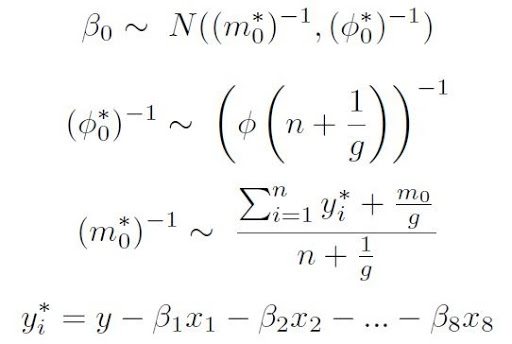 β₀ ∼ N((m₀*)⁻¹, (ϕ₀*)⁻¹)
(ϕ₀*)⁻¹ ∼ (ϕ(n + 1/g))⁻¹
(m₀*)⁻¹ ∼ (∑ᵢ₌₁ⁿ yᵢ* + m₀/g)/(n + 1/g)
yᵢ* = y − β₁x₁ − β₂x₂ − ... − β₈x₈